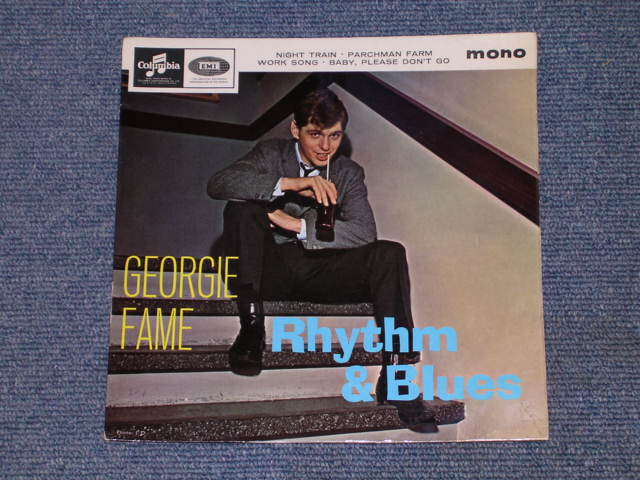 Columbia
EMI
NIGHT TRAIN · PARCHMAN FARM
WORK SONG · BABY, PLEASE DON'T GO
mono
GEORGIE
FAME
Rhythm
& Blues